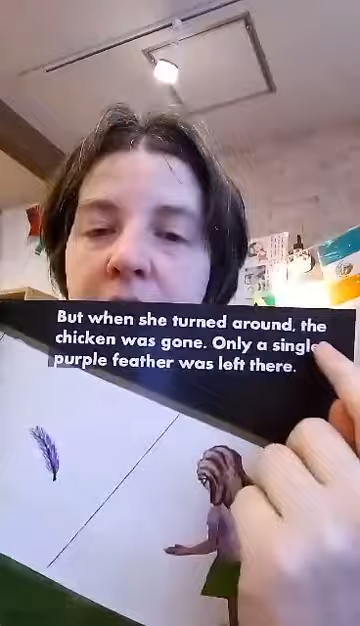 But when she turned around, the
chicken was gone. Only a single
purple feather was left there.